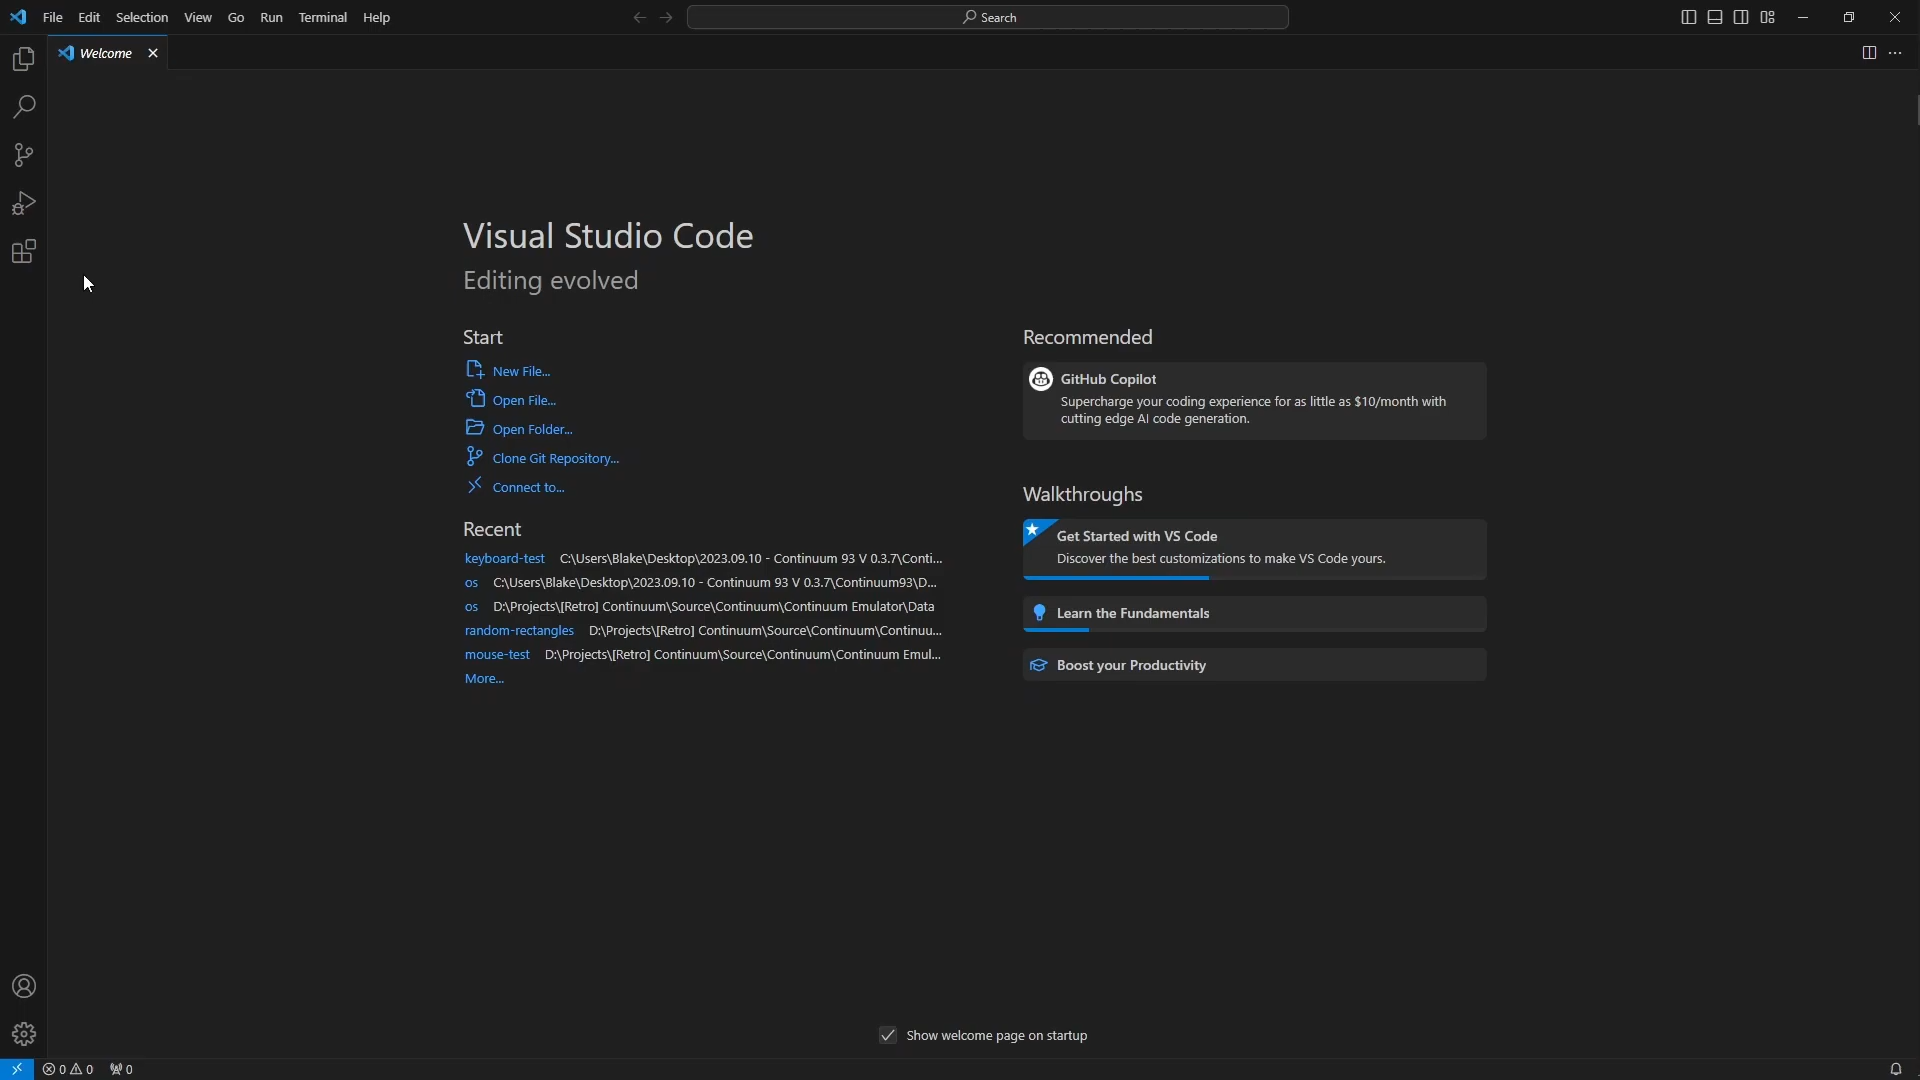 File Edit Selection View Go Run Terminal Help
Search
Welcome
Visual Studio Code
Editing evolved
Start
New File...
Open File...
Open Folder...
Clone Git Repository...
Connect to...
Recent
keyboard-test C:\Users\Blake\Desktop\2023.09.10 - Continuum 93 V 0.3.7\Conti...
os C:\Users\Blake\Desktop\2023.09.10 - Continuum 93 V 0.3.7\Continuum93\D...
os D:\Projects\[Retro] Continuum\Source\Continuum\Continuum Emulator\Data
random-rectangles D:\Projects\[Retro] Continuum\Source\Continuum\Continuu...
mouse-test D:\Projects\[Retro] Continuum\Source\Continuum\Continuum Emul...
More...
Recommended
GitHub Copilot
Supercharge your coding experience for as little as $10/month with
cutting edge AI code generation.
Walkthroughs
Get Started with VS Code
Discover the best customizations to make VS Code yours.
Learn the Fundamentals
Boost your Productivity
Show welcome page on startup
0 0 0